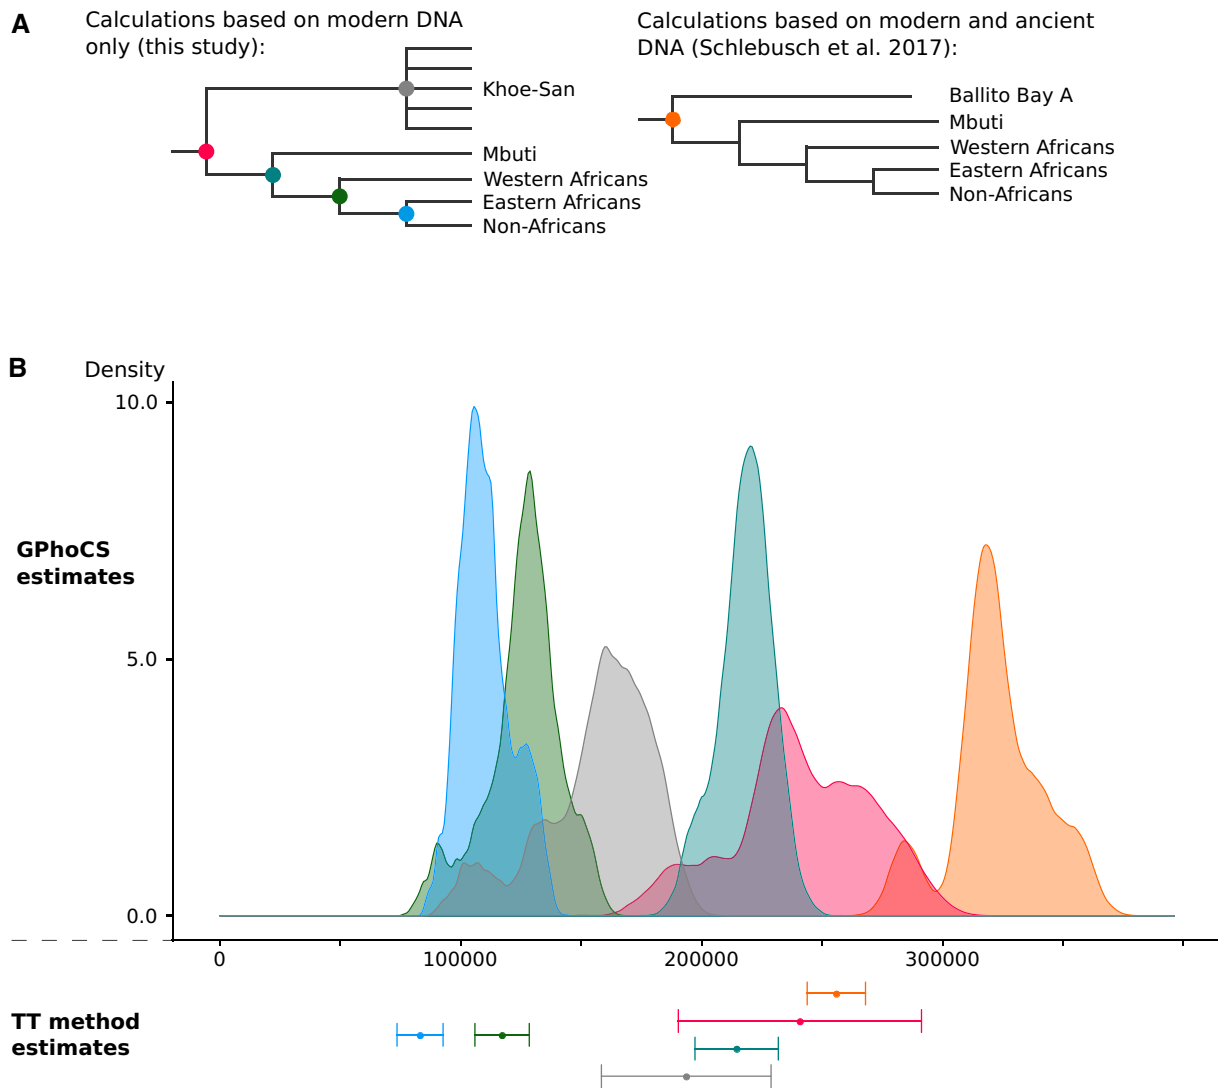 A
Calculations based on modern DNA
only (this study):
Khoe-San
Mbuti
Western Africans
Eastern Africans
Non-Africans
Calculations based on modern and ancient
DNA (Schlebusch et al. 2017):
Ballito Bay A
Mbuti
Western Africans
Eastern Africans
Non-Africans
B
Density
10.0
GPhoCS
estimates
5.0
0.0
0 100000 200000 300000
TT method
estimates